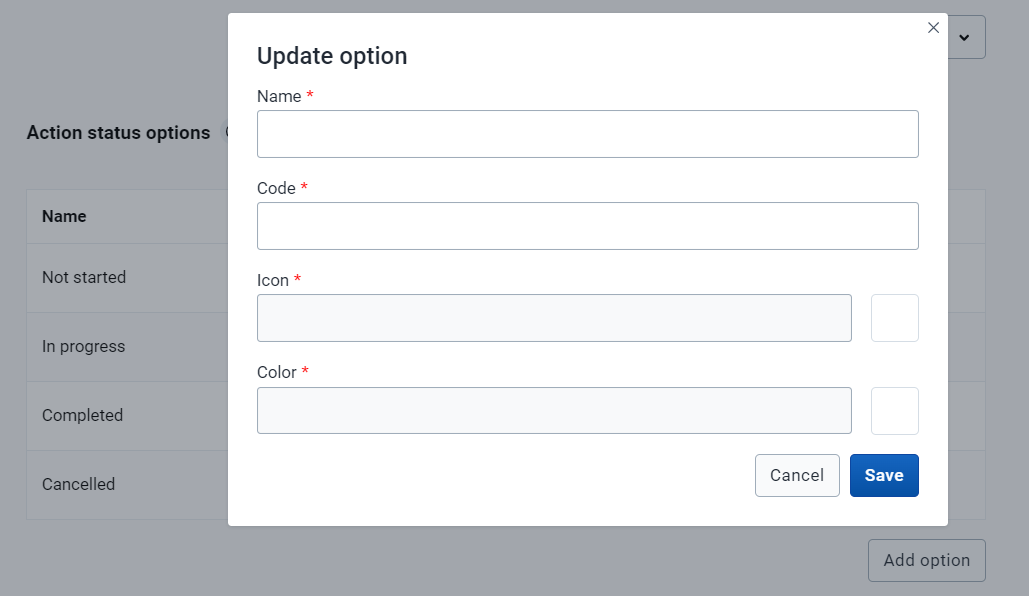 Update option
Name *
Code *
Icon *
Color *
Cancel
Save
Action status options
Name
Not started
In progress
Completed
Cancelled
Add option